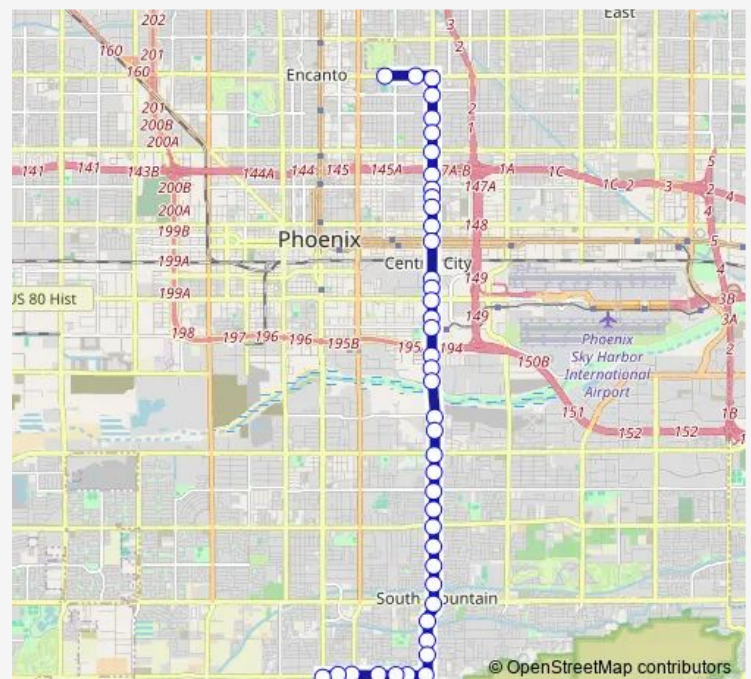 East
202
3
2
160
201
160
Encanto
2
201
200B
1
200A
5
141
141
143B
144A
144
145
145A
7A-B
1A
1C
1C
2
3
2
4
200B
147A
4
200A
148
199B
Phoenix
5
199A
Centr
City
4
149
199A
3B
US 80 Hist
149
3A
198
197
196
196
195B
195
194
2
Phoenix
Sky Harbor
International
Airport
150B
151
152
152
1B
1
South
ountain
© OpenStreetMap contributors